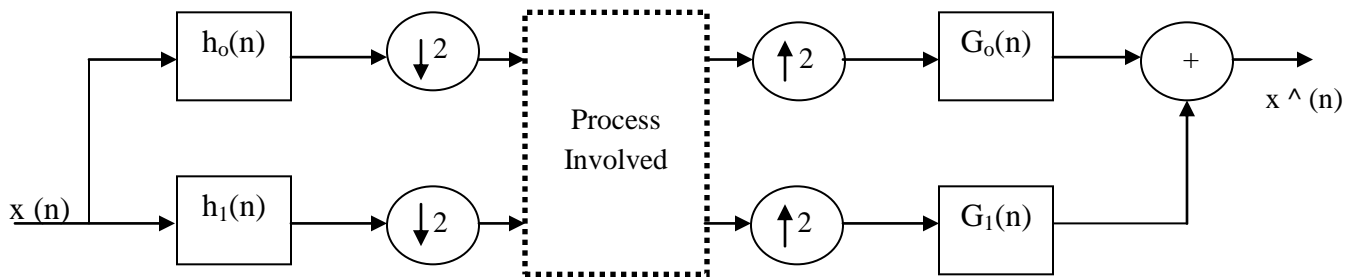 hₒ(n)
2
2
Gₒ(n)
+
x ^ (n)
Process
Involved
x (n)
h₁(n)
2
2
G₁(n)